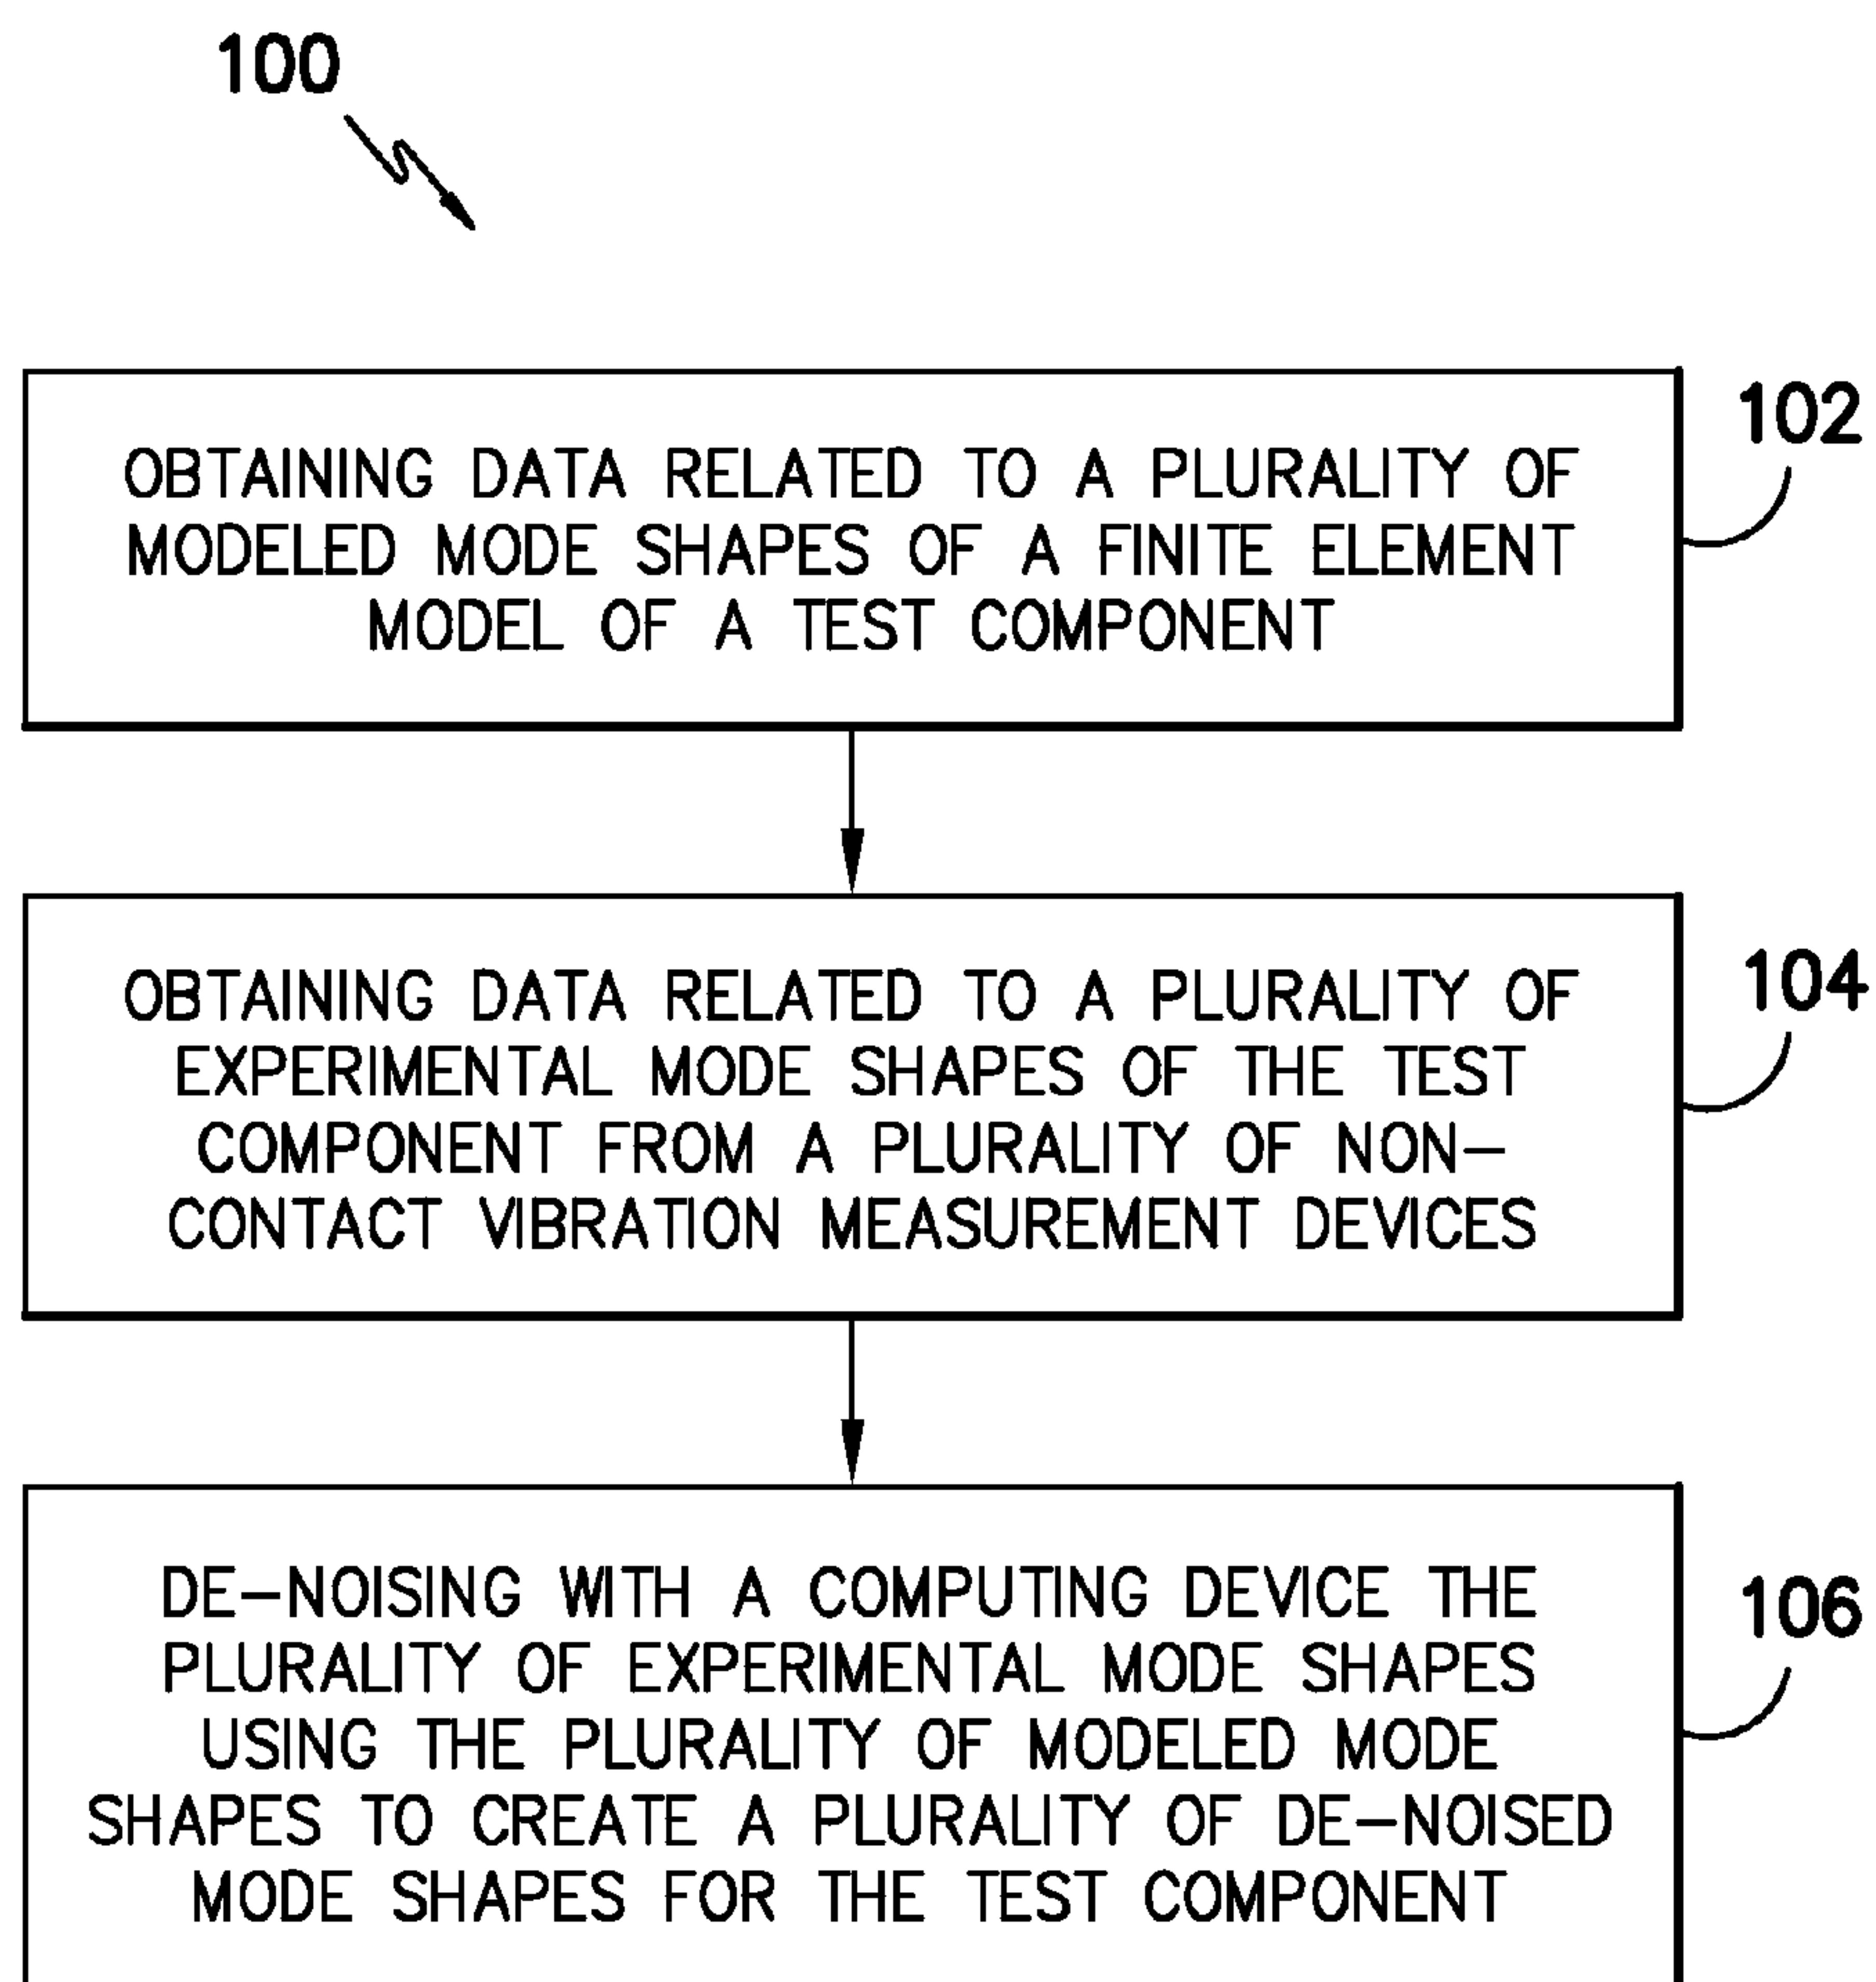 100
102
OBTAINING DATA RELATED TO A PLURALITY OF
MODELED MODE SHAPES OF A FINITE ELEMENT
MODEL OF A TEST COMPONENT
104
OBTAINING DATA RELATED TO A PLURALITY OF
EXPERIMENTAL MODE SHAPES OF THE TEST
COMPONENT FROM A PLURALITY OF NON-
CONTACT VIBRATION MEASUREMENT DEVICES
106
DE-NOISING WITH A COMPUTING DEVICE THE
PLURALITY OF EXPERIMENTAL MODE SHAPES
USING THE PLURALITY OF MODELED MODE
SHAPES TO CREATE A PLURALITY OF DE-NOISED
MODE SHAPES FOR THE TEST COMPONENT